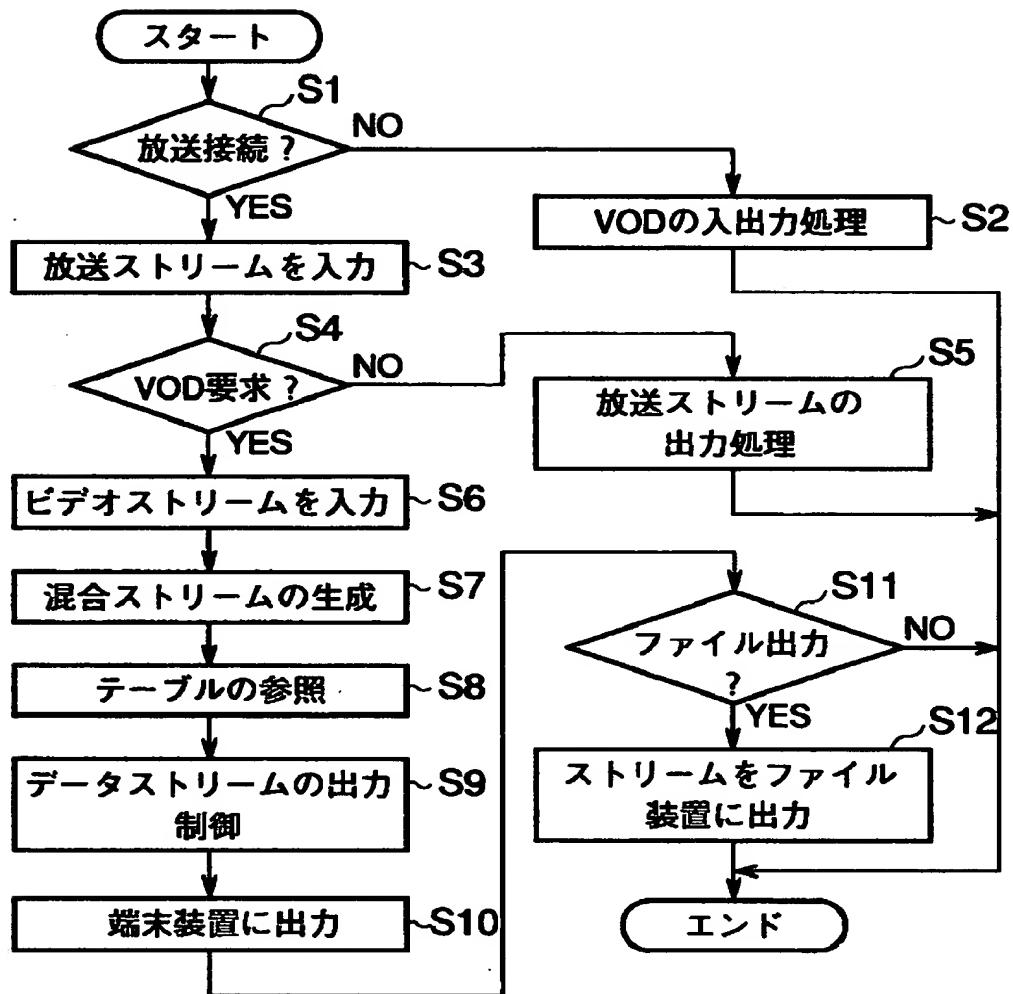 スタート
S1
放送接続？
NO
YES
VODの入出力処理
S2
放送ストリームを入力
S3
S4
VOD要求？
NO
YES
S5
放送ストリームの
出力処理
ビデオストリームを入力
S6
混合ストリームの生成
S7
テーブルの参照
S8
データストリームの出力
制御
S9
端末装置に出力
S10
S11
ファイル出力
？
NO
YES
S12
ストリームをファイル
装置に出力
エンド